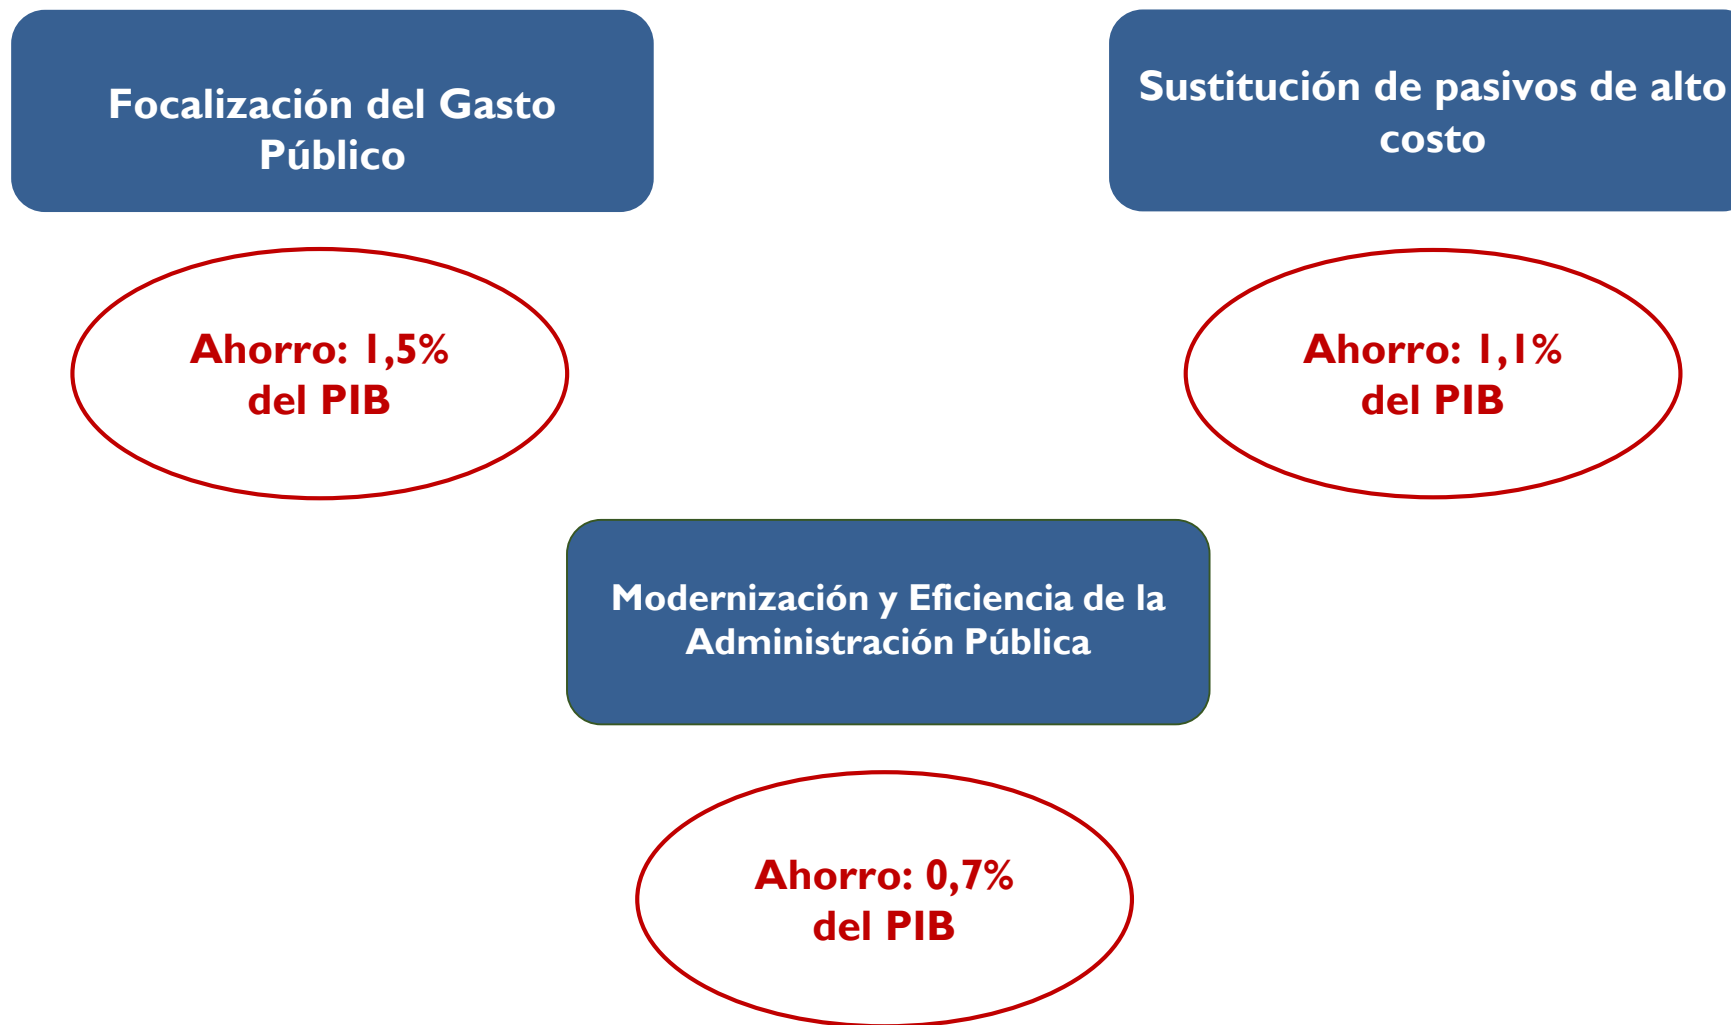 Focalización del Gasto
Público
Sustitución de pasivos de alto
costo
Ahorro: 1,5%
del PIB
Ahorro: 1,1%
del PIB
Modernización y Eficiencia de la
Administración Pública
Ahorro: 0,7%
del PIB